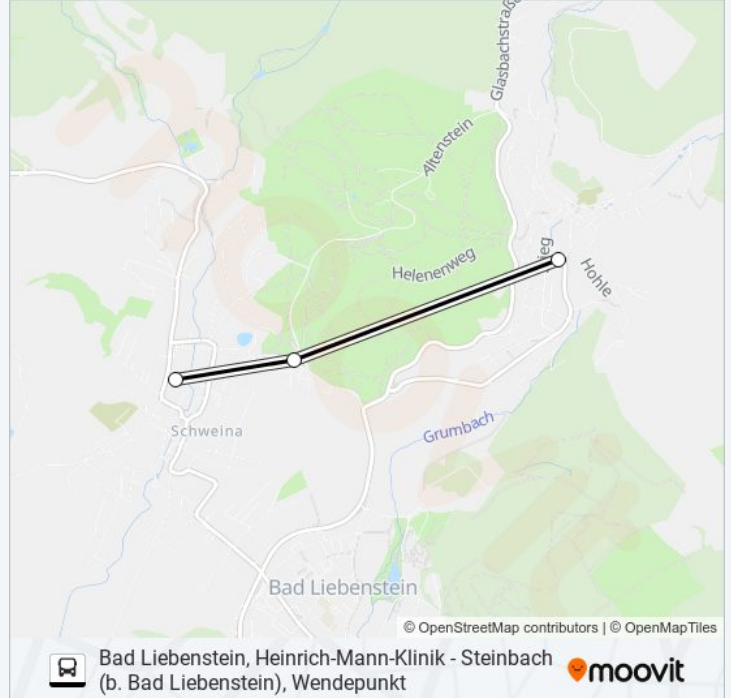 Glasbachstraße
Altenstein
Helenenweg
Hohle
Schweina
Grumbach
Bad Liebenstein
© OpenStreetMap contributors | © OpenMapTiles
Bad Liebenstein, Heinrich-Mann-Klinik - Steinbach
(b. Bad Liebenstein), Wendepunkt
moovit